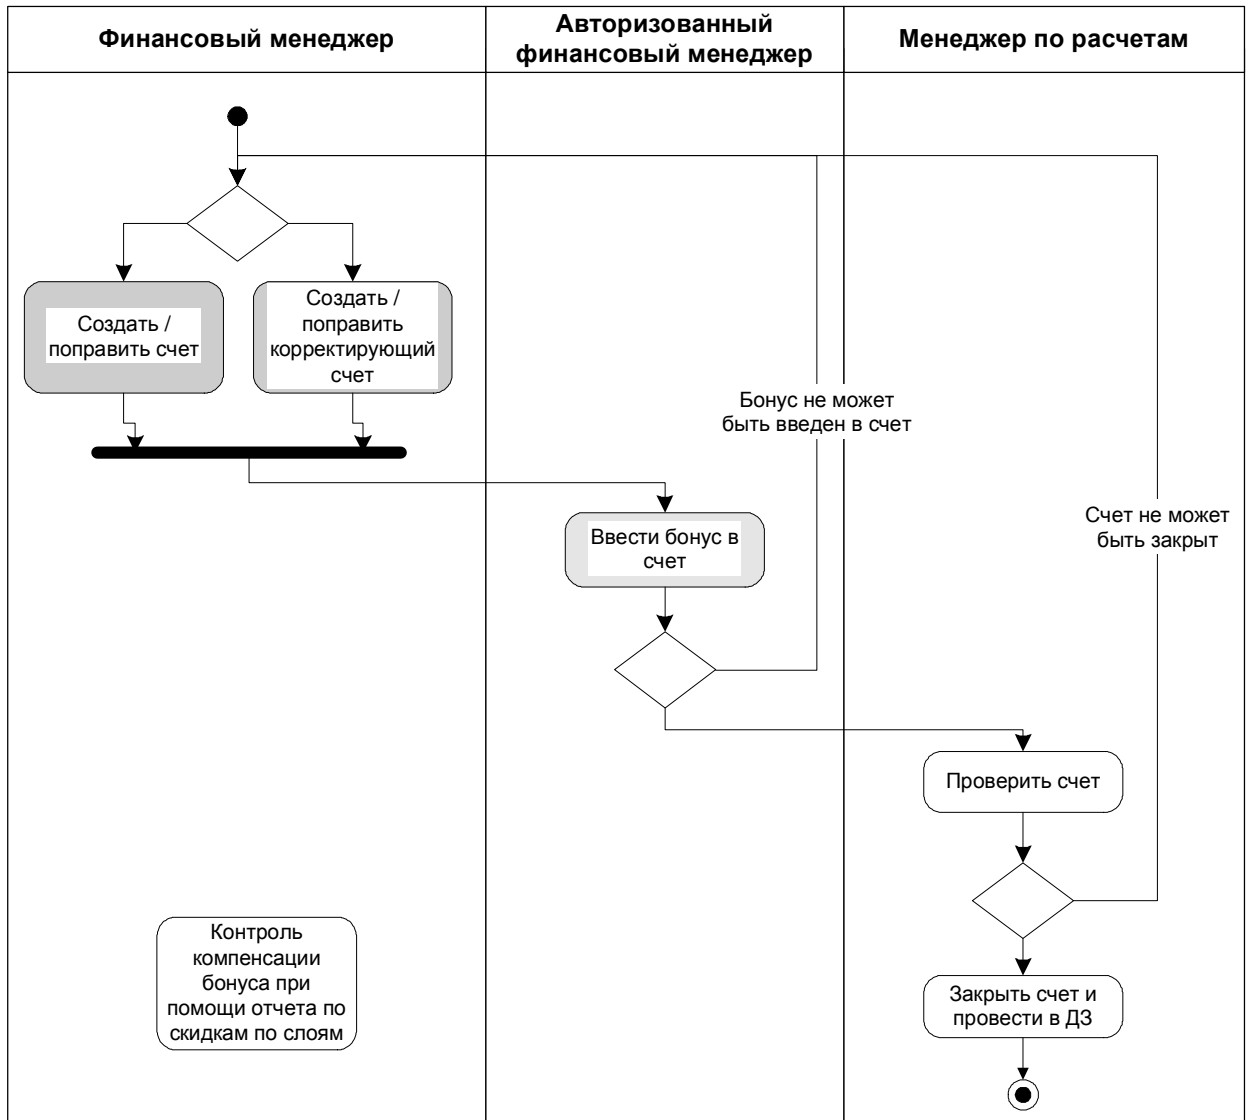 Финансовый менеджер
Авторизованный
финансовый менеджер
Менеджер по расчетам
Создать /
поправить счет
Создать /
поправить
корректирующий
счет
Бонус не может
быть введен в счет
Счет не может
быть закрыт
Ввести бонус в
счет
Проверить счет
Контроль
компенсации
бонуса при
помощи отчета по
скидкам по слоям
Закрыть счет и
провести в ДЗ